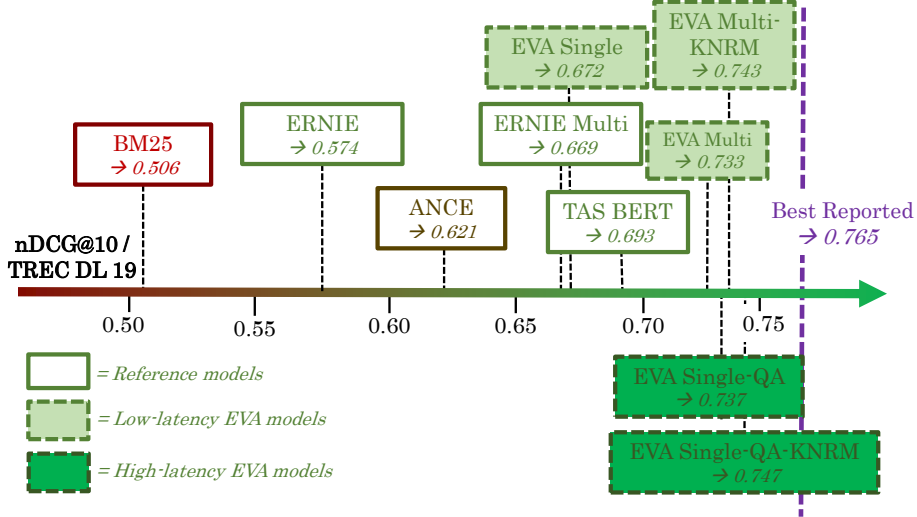 EVA Single
→ 0.672
EVA Multi-
KNRM
→ 0.743
BM25
→ 0.506
ERNIE
→ 0.574
ERNIE Multi
→ 0.669
EVA Multi
→ 0.733
ANCE
→ 0.621
TAS BERT
→ 0.693
Best Reported
→ 0.765
nDCG@10 /
TREC DL 19
0.50
0.55
0.60
0.65
0.70
0.75
= Reference models
= Low-latency EVA models
= High-latency EVA models
EVA Single-QA
→ 0.737
EVA Single-QA-KNRM
→ 0.747